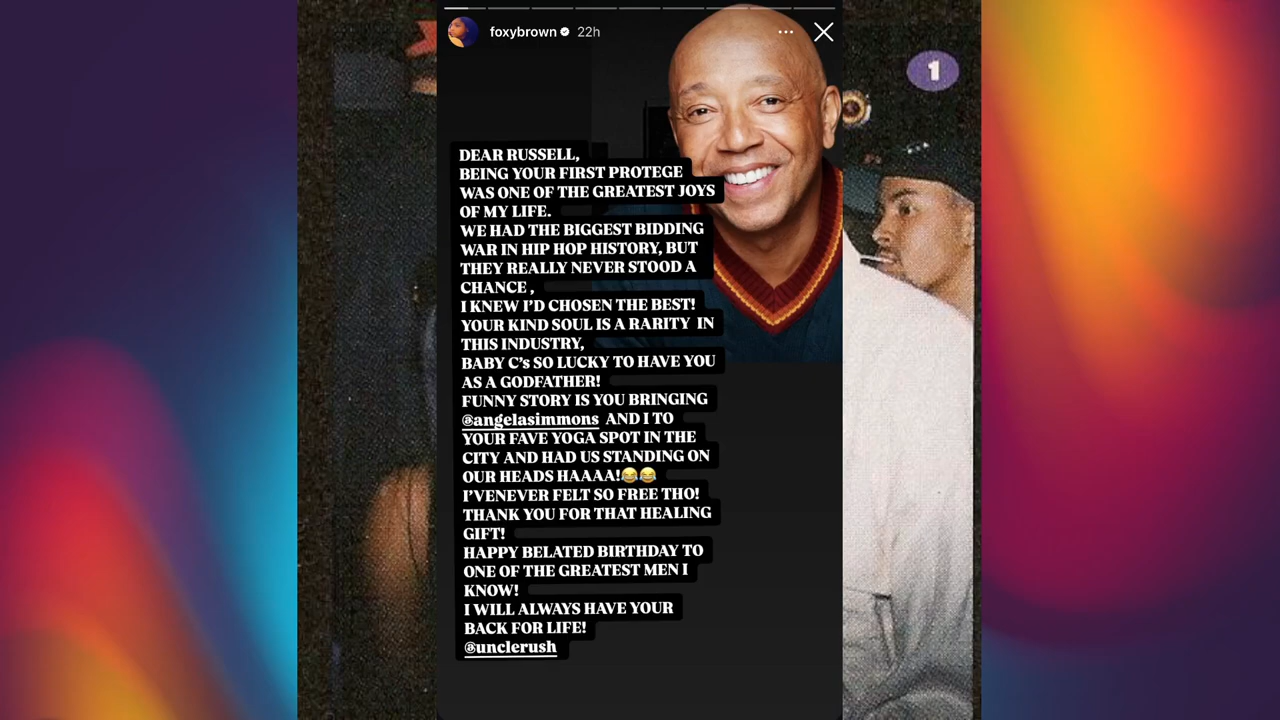 foxybrown 22h
1
DEAR RUSSELL,
BEING YOUR FIRST PROTEGE
WAS ONE OF THE GREATEST JOYS
OF MY LIFE.
WE HAD THE BIGGEST BIDDING
WAR IN HIP HOP HISTORY, BUT
THEY REALLY NEVER STOOD A
CHANCE ,
I KNEW I'D CHOSEN THE BEST!
YOUR KIND SOUL IS A RARITY IN
THIS INDUSTRY,
BABY C's SO LUCKY TO HAVE YOU
AS A GODFATHER!
FUNNY STORY IS YOU BRINGING
@angelasimmons AND I TO
YOUR FAVE YOGA SPOT IN THE
CITY AND HAD US STANDING ON
OUR HEADS HAAAA!😂😂
I'VENEVER FELT SO FREE THO!
THANK YOU FOR THAT HEALING
GIFT!
HAPPY BELATED BIRTHDAY TO
ONE OF THE GREATEST MEN I
KNOW!
I WILL ALWAYS HAVE YOUR
BACK FOR LIFE!
@unclerush